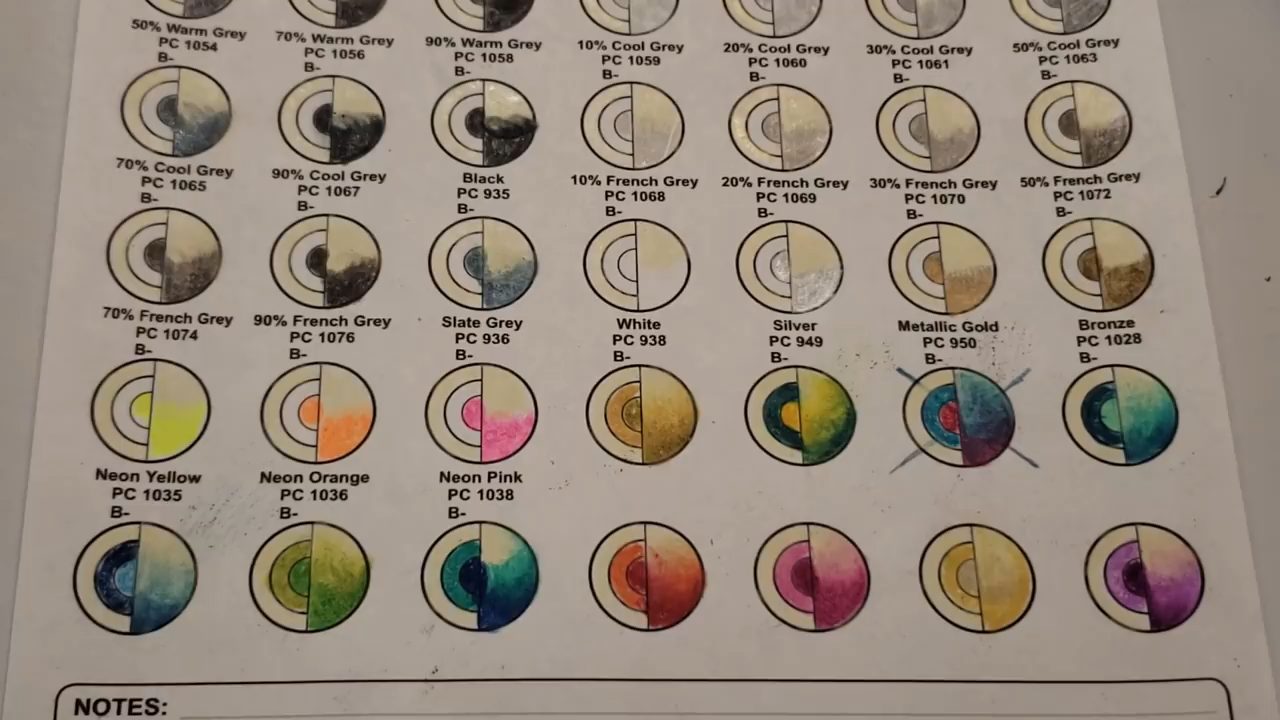 50% Warm Grey 70% Warm Grey 90% Warm Grey 10% Cool Grey 20% Cool Grey 30% Cool Grey 50% Cool Grey
PC 1054 PC 1056 PC 1058 PC 1059 PC 1060 PC 1061 PC 1063
B- B- B- B- B- B- B-
70% Cool Grey 90% Cool Grey Black 10% French Grey 20% French Grey 30% French Grey 50% French Grey
PC 1065 PC 1067 PC 935 PC 1068 PC 1069 PC 1070 PC 1072
B- B- B- B- B- B- B-
70% French Grey 90% French Grey Slate Grey White Silver Metallic Gold Bronze
PC 1074 PC 1076 PC 936 PC 938 PC 949 PC 950 PC 1028
B- B- B- B- B- B- B-
Neon Yellow Neon Orange Neon Pink
PC 1035 PC 1036 PC 1038
B- B- B-
NOTES: